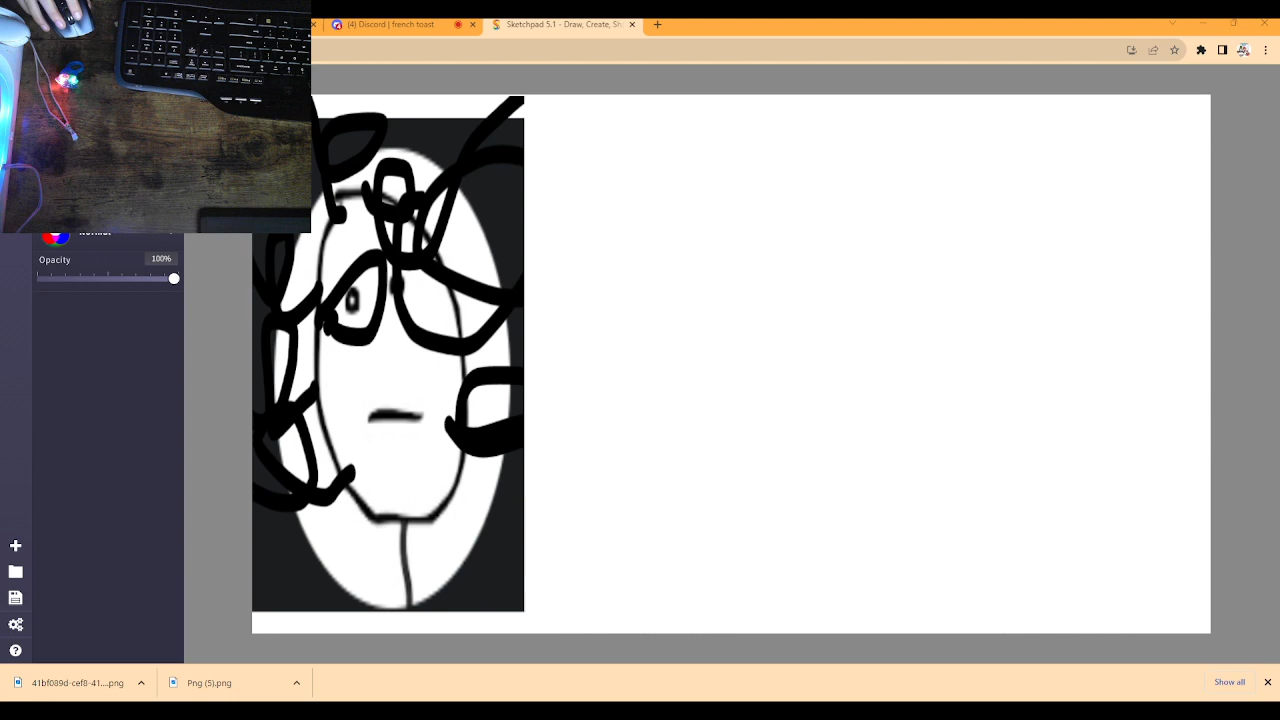 (4) Discord | french toast
Sketchpad 5.1 - Draw, Create, Sh
Opacity
100%
41bf089d-cef8-41....png
Png (5).png
Show all